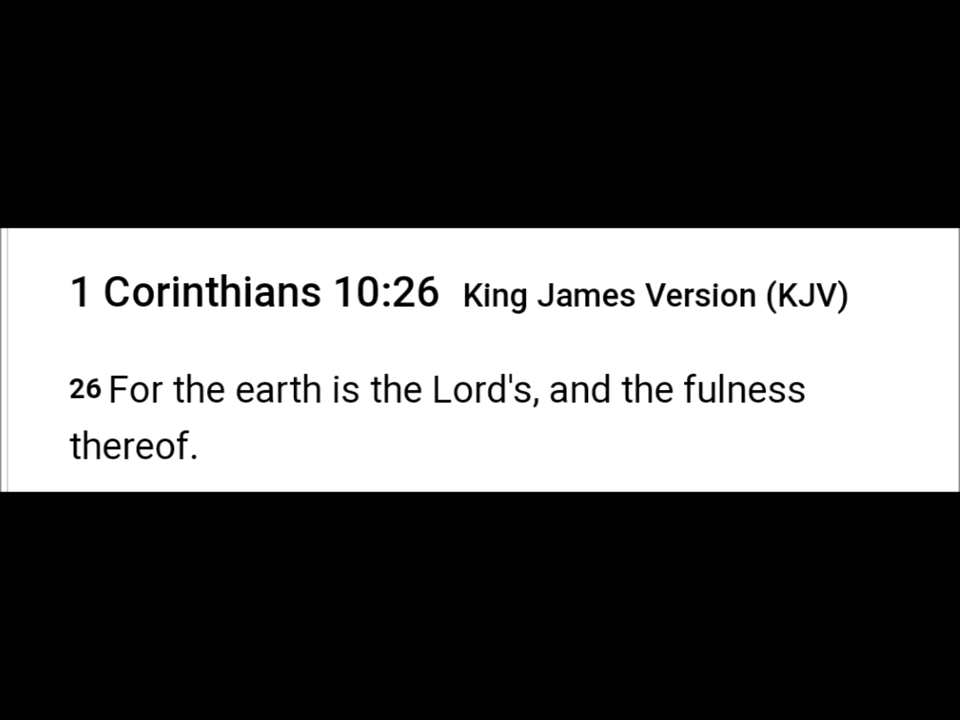 1 Corinthians 10:26 King James Version (KJV)
26 For the earth is the Lord's, and the fulness
thereof.